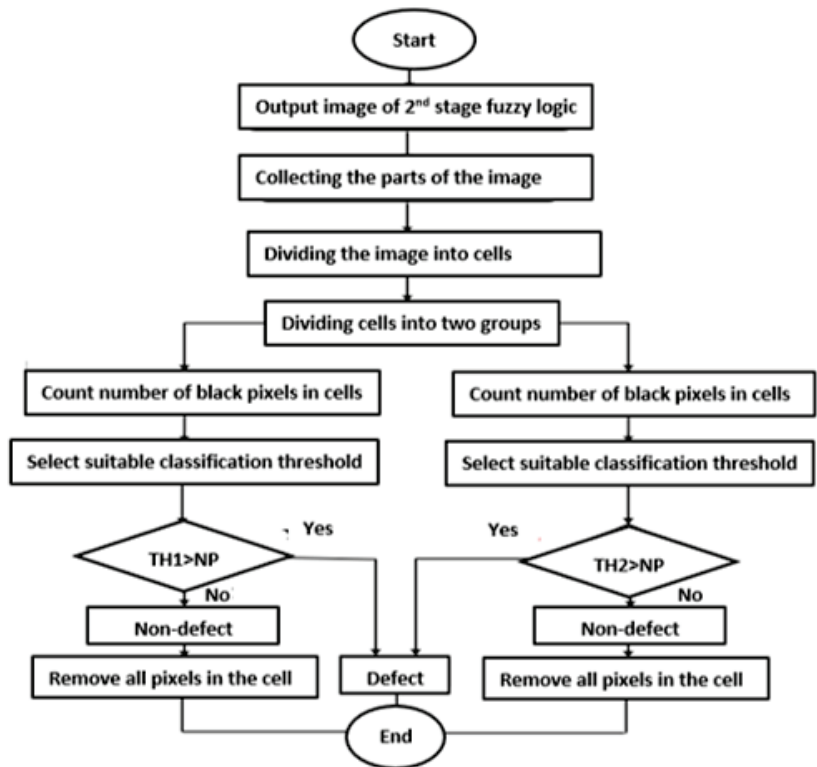 Start
Output image of 2nd stage fuzzy logic
Collecting the parts of the image
Dividing the image into cells
Dividing cells into two groups
Count number of black pixels in cells
Count number of black pixels in cells
Select suitable classification threshold
Select suitable classification threshold
Yes
Yes
TH1>NP
TH2>NP
No
No
Non-defect
Non-defect
Remove all pixels in the cell
Defect
Remove all pixels in the cell
End